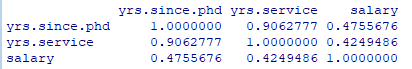 yrs.since.phd yrs.service salary
yrs.since.phd 1.0000000 0.9062777 0.4755676
yrs.service 0.9062777 1.0000000 0.4249486
salary 0.4755676 0.4249486 1.0000000